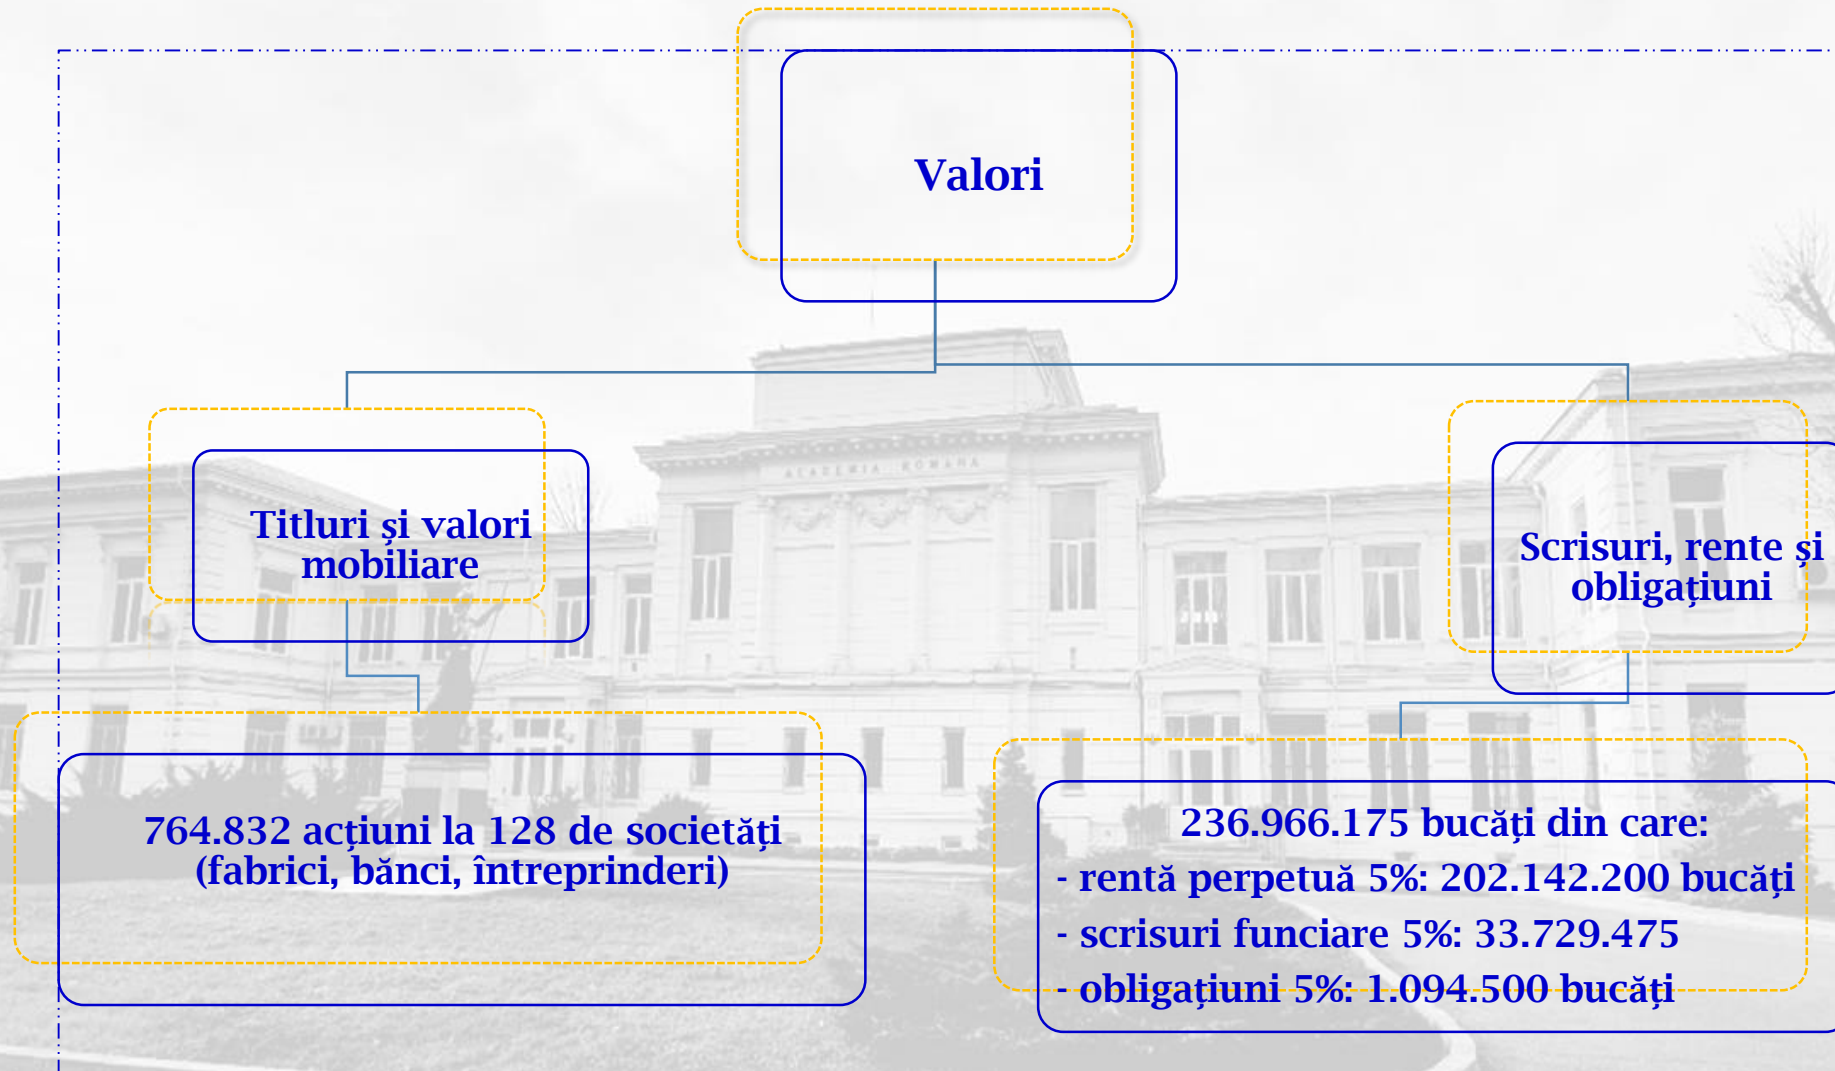 Valori
ACADEMIA ROMANA
Titluri și valori
mobiliare
Scrisuri, rente și
obligațiuni
764.832 acțiuni la 128 de societăți
(fabrici, bănci, întreprinderi)
236.966.175 bucăți din care:
- rentă perpetuă 5%: 202.142.200 bucăți
- scrisuri funciare 5%: 33.729.475
- obligațiuni 5%: 1.094.500 bucăți